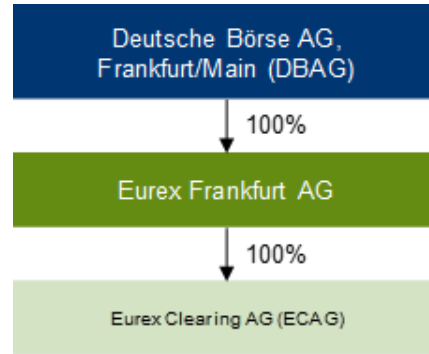 Deutsche Börse AG,
Frankfurt/Main (DBAG)
100%
Eurex Frankfurt AG
100%
Eurex Clearing AG (ECAG)